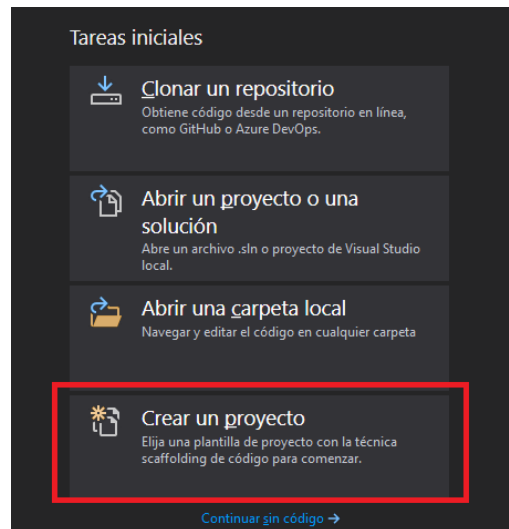 Tareas iniciales
Clonar un repositorio
Obtiene código desde un repositorio en línea,
como GitHub o Azure DevOps.
Abrir un proyecto o una
solución
Abre un archivo .sln o proyecto de Visual Studio
local.
Abrir una carpeta local
Navegar y editar el código en cualquier carpeta
Crear un proyecto
Elija una plantilla de proyecto con la técnica
scaffolding de código para comenzar.
Continuar sin código →